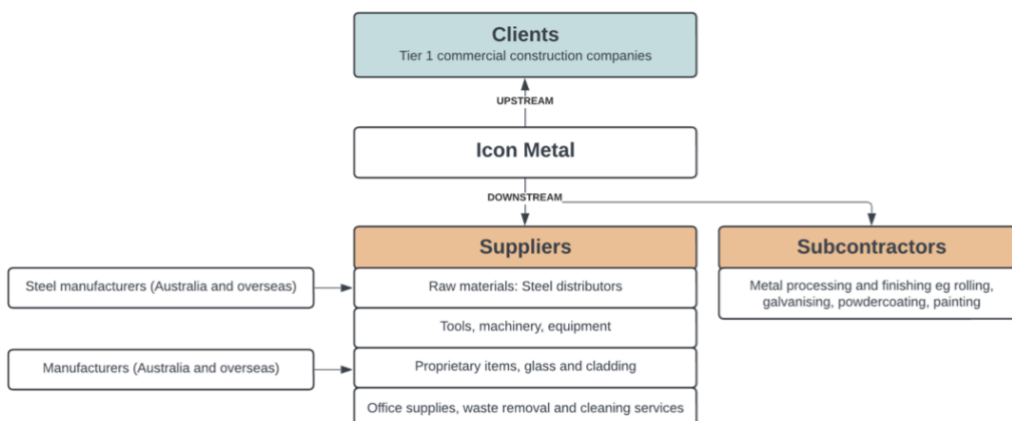 Clients
Tier 1 commercial construction companies
UPSTREAM
Icon Metal
DOWNSTREAM
Suppliers
Subcontractors
Steel manufacturers (Australia and overseas)
Raw materials: Steel distributors
Metal processing and finishing eg rolling,
galvanising, powdercoating, painting
Tools, machinery, equipment
Manufacturers (Australia and overseas)
Proprietary items, glass and cladding
Office supplies, waste removal and cleaning services